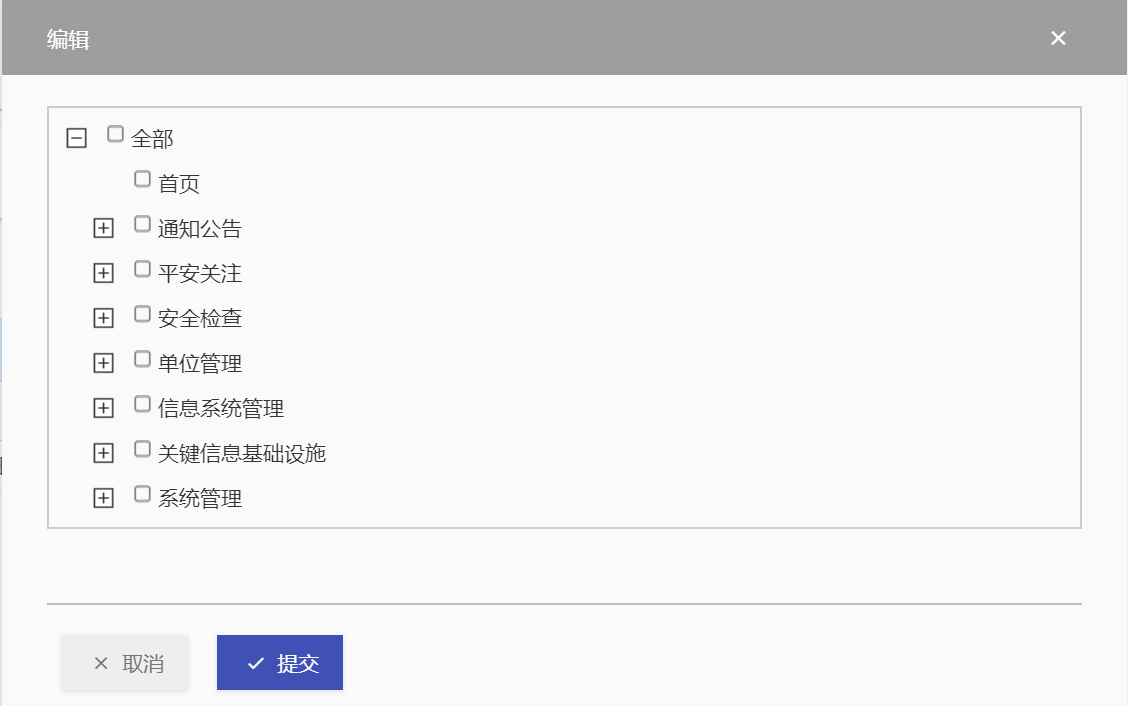 编辑
全部
首页
通知公告
平安关注
安全检查
单位管理
信息系统管理
关键信息基础设施
系统管理
取消
提交